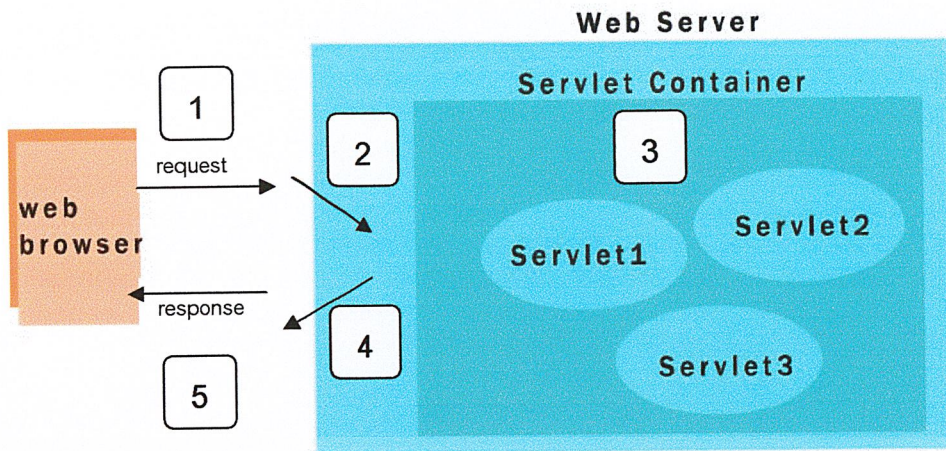 Web Server
Servlet Container
1
2
3
request
web
browser
Servlet1
Servlet2
response
4
Servlet3
5